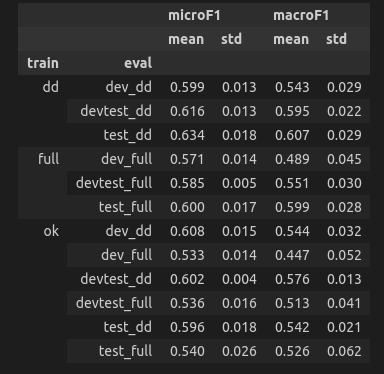 microF1 macroF1
mean std mean std
train eval
dd dev_dd 0.599 0.013 0.543 0.029
devtest_dd 0.616 0.013 0.595 0.022
test_dd 0.634 0.018 0.607 0.029
full dev_full 0.571 0.014 0.489 0.045
devtest_full 0.585 0.005 0.551 0.030
test_full 0.600 0.017 0.599 0.028
ok dev_dd 0.608 0.015 0.544 0.032
dev_full 0.533 0.014 0.447 0.052
devtest_dd 0.602 0.004 0.576 0.013
devtest_full 0.536 0.016 0.513 0.041
test_dd 0.596 0.018 0.542 0.021
test_full 0.540 0.026 0.526 0.062